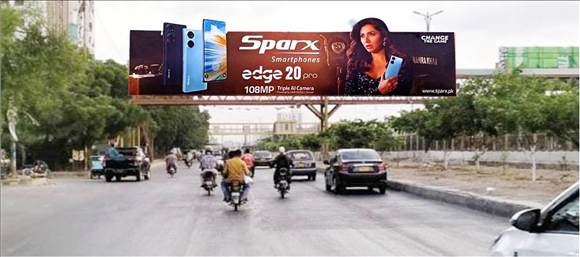 Sparx
Smartphones
edge 20 pro
108MP Triple AI Camera
CHANGE
THE GAME
www.sparx.pk